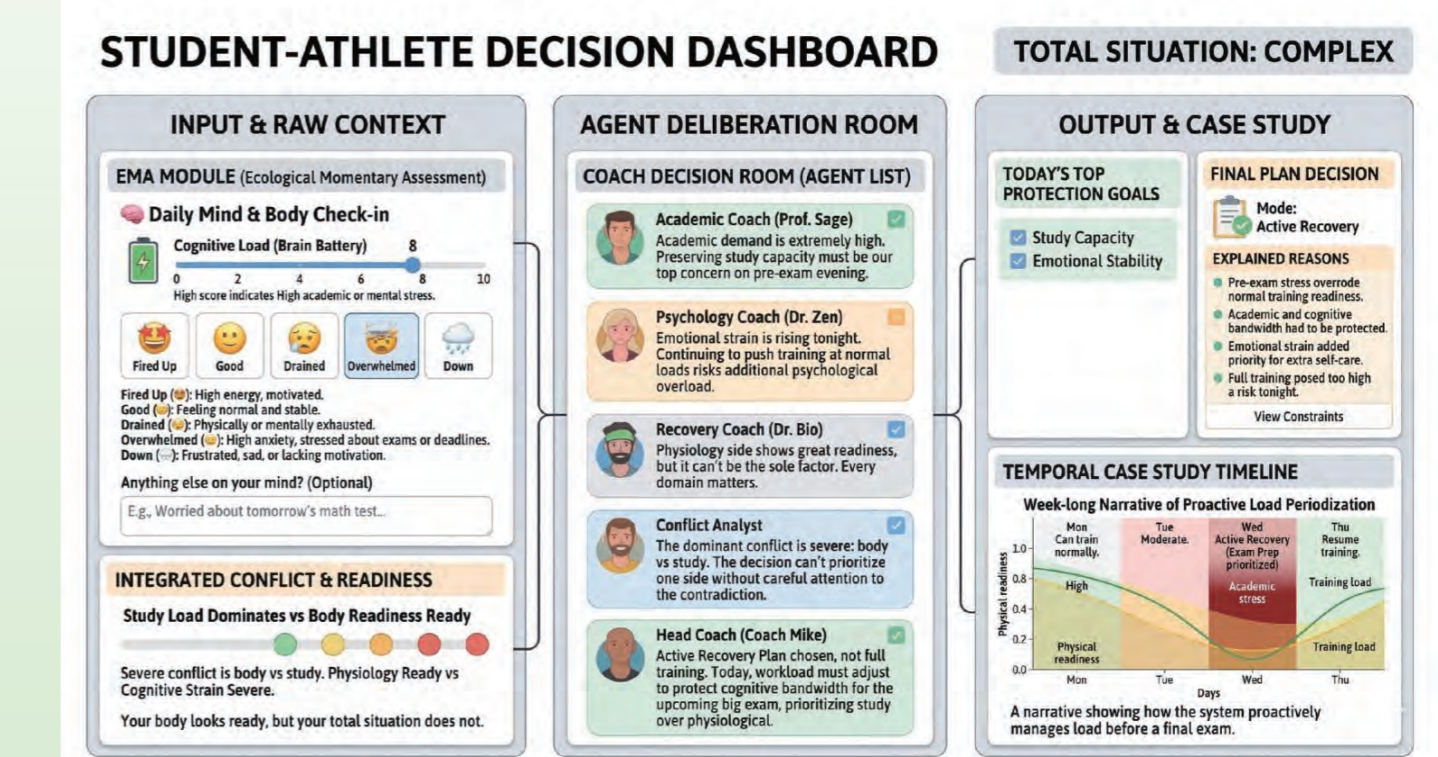 STUDENT-ATHLETE DECISION DASHBOARD
TOTAL SITUATION: COMPLEX
INPUT & RAW CONTEXT
EMA MODULE (Ecological Momentary Assessment)
Daily Mind & Body Check-in
Cognitive Load (Brain Battery) 8
0 2 4 6 8 10
High score indicates High academic or mental stress.
Fired Up Good Drained Overwhelmed Down
Fired Up (🤩): High energy, motivated.
Good (🙂): Feeling normal and stable.
Drained (😥): Physically or mentally exhausted.
Overwhelmed (🤯): High anxiety, stressed about exams or deadlines.
Down (🌧): Frustrated, sad, or lacking motivation.
Anything else on your mind? (Optional)
E.g., Worried about tomorrow's math test...
INTEGRATED CONFLICT & READINESS
Study Load Dominates vs Body Readiness Ready
Severe conflict is body vs study. Physiology Ready vs
Cognitive Strain Severe.
Your body looks ready, but your total situation does not.
AGENT DELIBERATION ROOM
COACH DECISION ROOM (AGENT LIST)
Academic Coach (Prof. Sage)
Academic demand is extremely high.
Preserving study capacity must be our
top concern on pre-exam evening.
Psychology Coach (Dr. Zen)
Emotional strain is rising tonight.
Continuing to push training at normal
loads risks additional psychological
overload.
Recovery Coach (Dr. Bio)
Physiology side shows great readiness,
but it can't be the sole factor. Every
domain matters.
Conflict Analyst
The dominant conflict is severe: body
vs study. The decision can't prioritize
one side without careful attention to
the contradiction.
Head Coach (Coach Mike)
Active Recovery Plan chosen, not full
training. Today, workload must adjust
to protect cognitive bandwidth for the
upcoming big exam, prioritizing study
over physiological.
OUTPUT & CASE STUDY
TODAY'S TOP
PROTECTION GOALS
Study Capacity
Emotional Stability
FINAL PLAN DECISION
Mode:
Active Recovery
EXPLAINED REASONS
Pre-exam stress overrode
normal training readiness.
Academic and cognitive
bandwidth had to be protected.
Emotional strain added
priority for extra self-care.
Full training posed too high
a risk tonight.
View Constraints
TEMPORAL CASE STUDY TIMELINE
Week-long Narrative of Proactive Load Periodization
Mon
Can train
normally.
Tue
Moderate.
Wed
Active Recovery
(Exam Prep
prioritized)
Thu
Resume
training.
Physical readiness
1.0
0.8
0.4
0.2
0.0
High
Academic
stress
Training load
Physical
readiness
Training load
Mon Tue Wed Thu
Days
A narrative showing how the system proactively
manages load before a final exam.